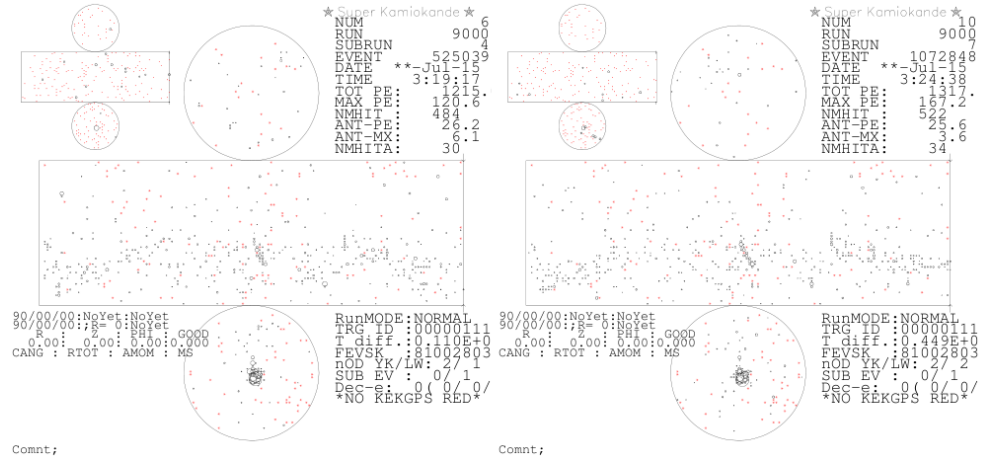 ★ Super Kamiokande ★
NUM 6
RUN 9000
SUBRUN 4
EVENT 525039
DATE **-Jul-15
TIME 3:19:17
TOT PE: 1215.
MAX PE: 120.6
NMHIT : 484
ANT-PE: 26.2
ANT-MX: 6.1
NMHITA: 30
90/00/00:NoYet:NoYet
90/00/00:;R= 0:NoYet
R : Z : PHI : GOOD
0.00: 0.00: 0.00:0.000
CANG : RTOT : AMOM : MS
RunMODE:NORMAL
TRG ID :00000111
T diff.:0.110E+0
FEVSK :81002803
nOD YK/LW: 2/ 1
SUB EV : 0/ 1
Dec-e: 0( 0/ 0/
*NO KEKGPS RED*
Comnt;
★ Super Kamiokande ★
NUM 10
RUN 9000
SUBRUN 7
EVENT 1072848
DATE **-Jul-15
TIME 3:24:38
TOT PE: 1317.
MAX PE: 167.2
NMHIT : 522
ANT-PE: 25.6
ANT-MX: 3.6
NMHITA: 34
90/00/00:NoYet:NoYet
90/00/00:;R= 0:NoYet
R : Z : PHI : GOOD
0.00: 0.00: 0.00:0.000
CANG : RTOT : AMOM : MS
RunMODE:NORMAL
TRG ID :00000111
T diff.:0.449E+0
FEVSK :81002803
nOD YK/LW: 2/ 2
SUB EV : 0/ 1
Dec-e: 0( 0/ 0/
*NO KEKGPS RED*
Comnt;